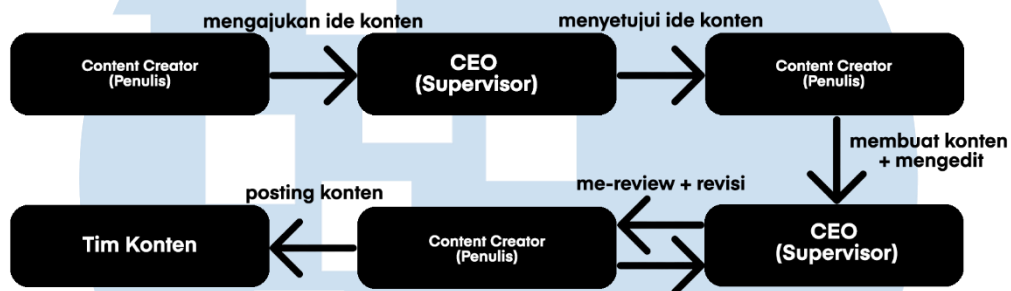 mengajukan ide konten
menyetujui ide konten
Content Creator
(Penulis)
CEO
(Supervisor)
Content Creator
(Penulis)
membuat konten
+ mengedit
me-review + revisi
posting konten
Tim Konten
Content Creator
(Penulis)
CEO
(Supervisor)